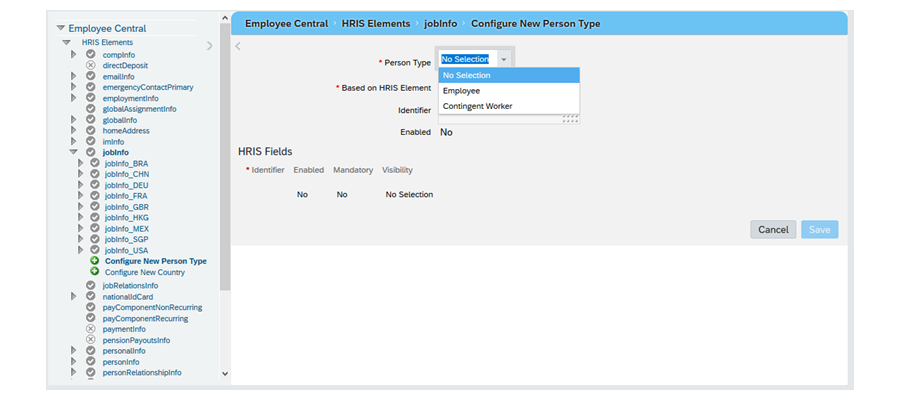 Employee Central
HRIS Elements
compInfo
directDeposit
emailInfo
emergencyContactPrimary
employmentInfo
globalAssignmentInfo
globalInfo
homeAddress
imInfo
jobInfo
jobInfo_BRA
jobInfo_CHN
jobInfo_DEU
jobInfo_FRA
jobInfo_GBR
jobInfo_HKG
jobInfo_MEX
jobInfo_SGP
jobInfo_USA
Configure New Person Type
Configure New Country
jobRelationsInfo
nationalIdCard
payComponentNonRecurring
payComponentRecurring
paymentInfo
pensionPayoutsInfo
personalInfo
personInfo
personRelationshipInfo
Employee Central › HRIS Elements › jobInfo › Configure New Person Type
* Person Type No Selection
No Selection
Employee
Contingent Worker
* Based on HRIS Element
Identifier
Enabled No
HRIS Fields
* Identifier Enabled Mandatory Visibility
No No No Selection
Cancel Save